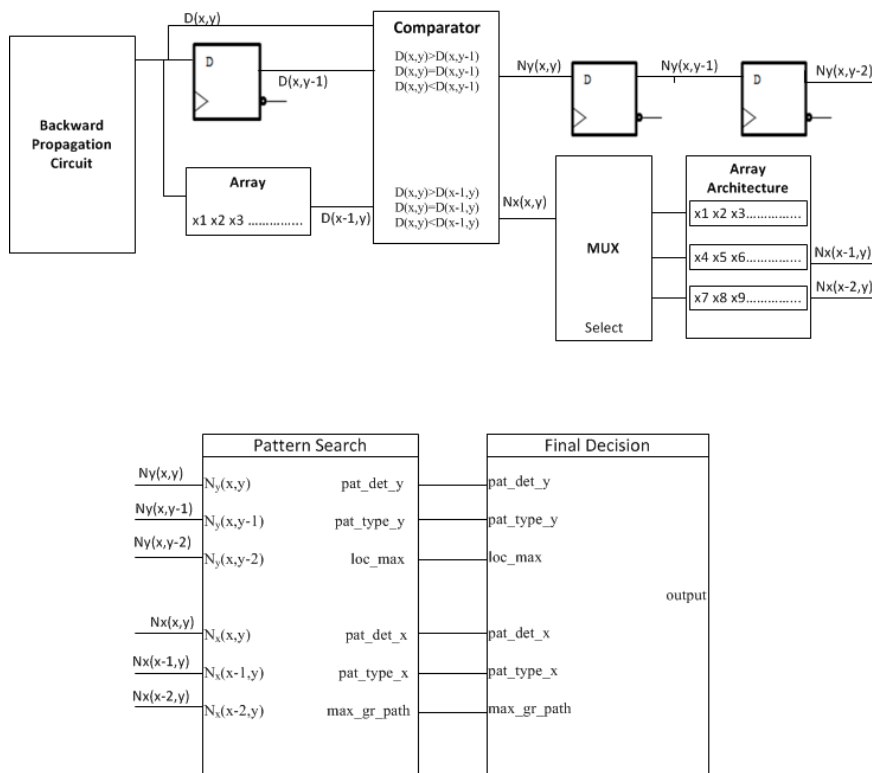 D(x,y)
Backward
Propagation
Circuit
D
D(x,y-1)
Array
x1 x2 x3 ...............
D(x-1,y)
Comparator
D(x,y)>D(x,y-1)
D(x,y)=D(x,y-1)
D(x,y)<D(x,y-1)
D(x,y)>D(x-1,y)
D(x,y)=D(x-1,y)
D(x,y)<D(x-1,y)
Ny(x,y)
D
Ny(x,y-1)
D
Ny(x,y-2)
Nx(x,y)
MUX
Select
Array
Architecture
x1 x2 x3...............
x4 x5 x6...............
x7 x8 x9...............
Nx(x-1,y)
Nx(x-2,y)
Pattern Search
Final Decision
Ny(x,y)
Ny(x,y-1)
Ny(x,y-2)
Nx(x,y)
Nx(x-1,y)
Nx(x-2,y)
Ny(x,y)
Ny(x,y-1)
Ny(x,y-2)
Nx(x,y)
Nx(x-1,y)
Nx(x-2,y)
pat_det_y
pat_type_y
loc_max
pat_det_x
pat_type_x
max_gr_path
pat_det_y
pat_type_y
loc_max
pat_det_x
pat_type_x
max_gr_path
output